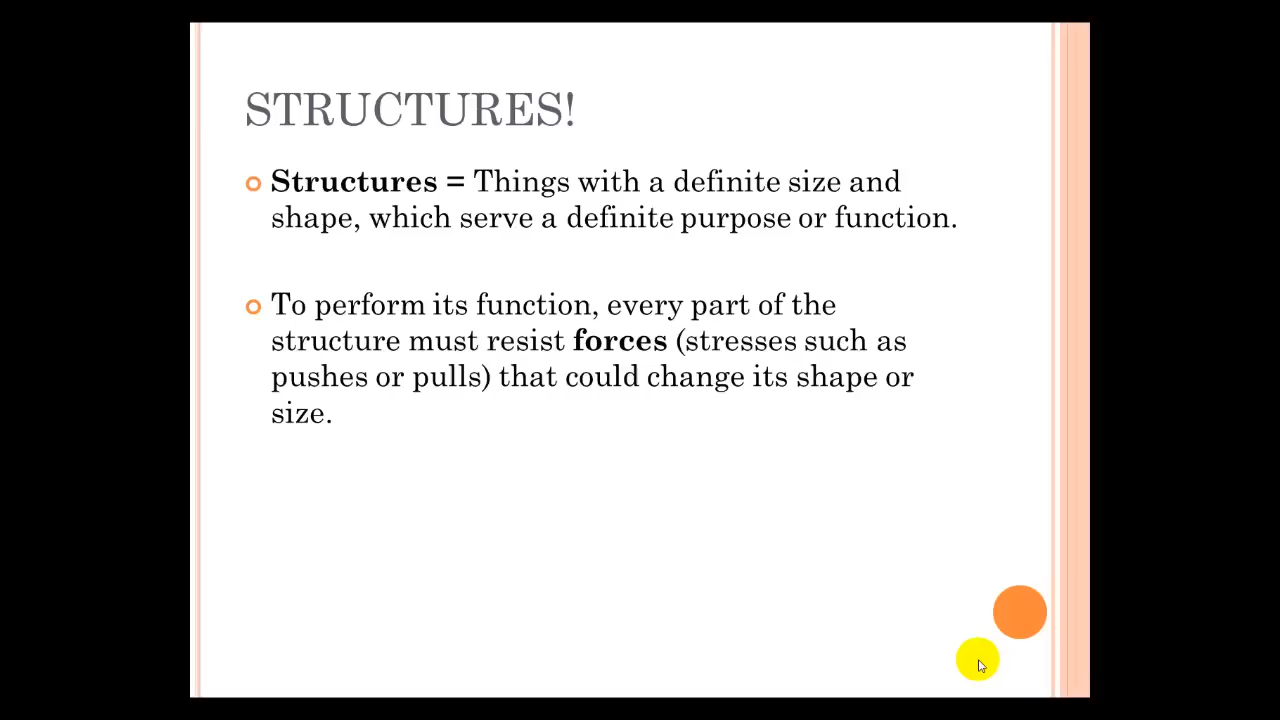 STRUCTURES!
Structures = Things with a definite size and
shape, which serve a definite purpose or function.
To perform its function, every part of the
structure must resist forces (stresses such as
pushes or pulls) that could change its shape or
size.